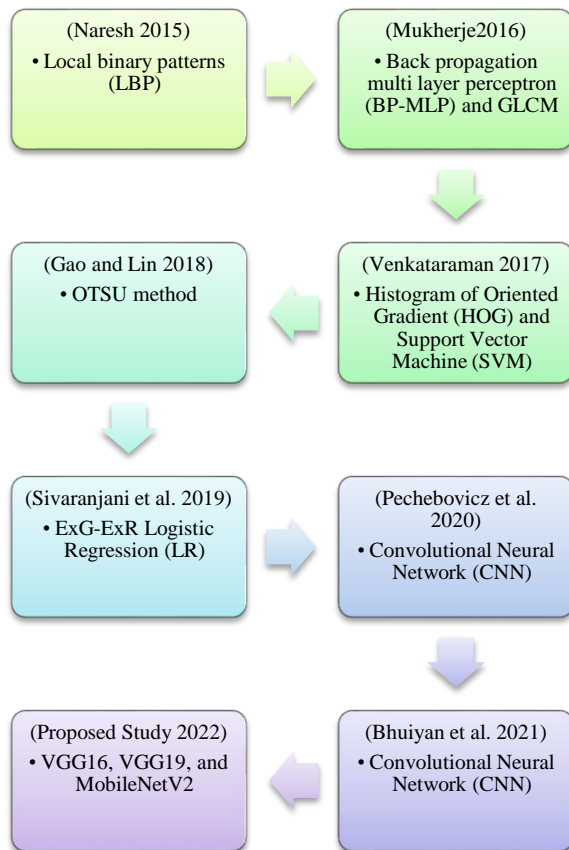 (Naresh 2015)
• Local binary patterns
(LBP)
(Mukherje2016)
• Back propagation
multi layer perceptron
(BP-MLP) and GLCM
(Venkataraman 2017)
• Histogram of Oriented
Gradient (HOG) and
Support Vector
Machine (SVM)
(Gao and Lin 2018)
• OTSU method
(Sivaranjani et al. 2019)
• ExG-ExR Logistic
Regression (LR)
(Pechebovicz et al.
2020)
• Convolutional Neural
Network (CNN)
(Bhuiyan et al. 2021)
• Convolutional Neural
Network (CNN)
(Proposed Study 2022)
• VGG16, VGG19, and
MobileNetV2